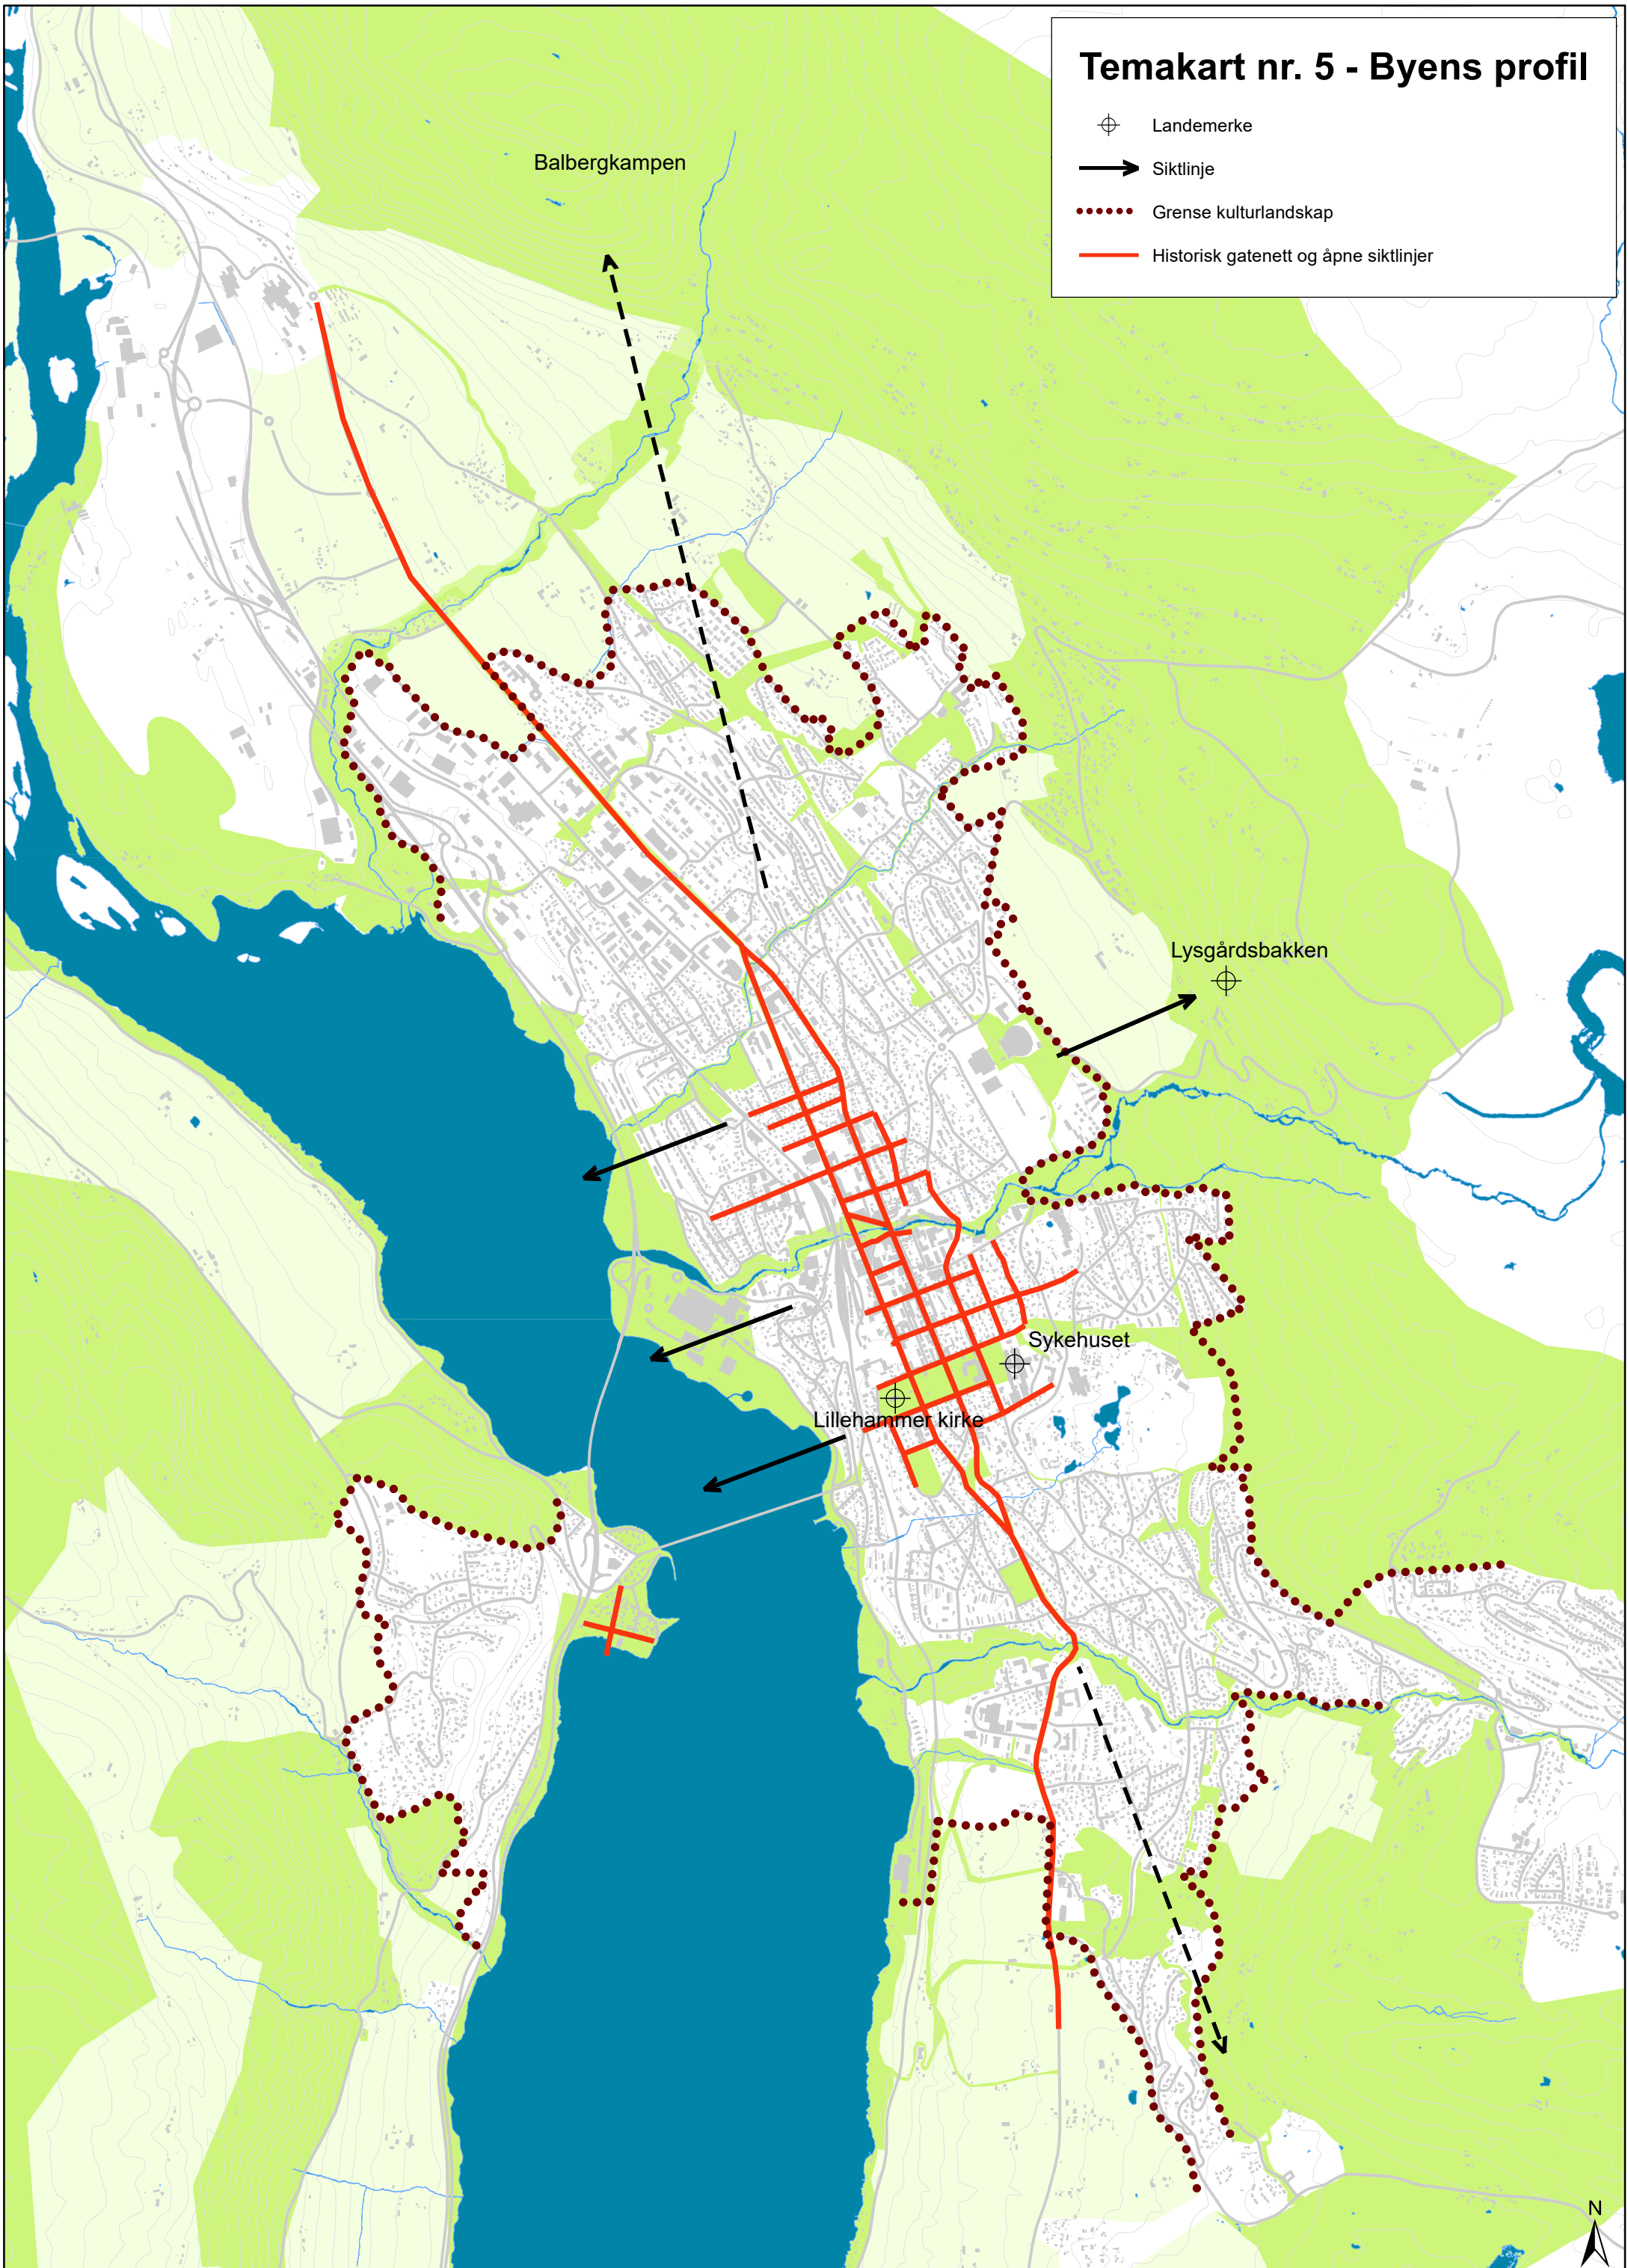 Temakart nr. 5 - Byens profil
Landemerke
Siktlinje
Grense kulturlandskap
Historisk gatenett og åpne siktlinjer
Balbergkampen
Lysgårdsbakken
Sykehuset
Lillehammer kirke
N